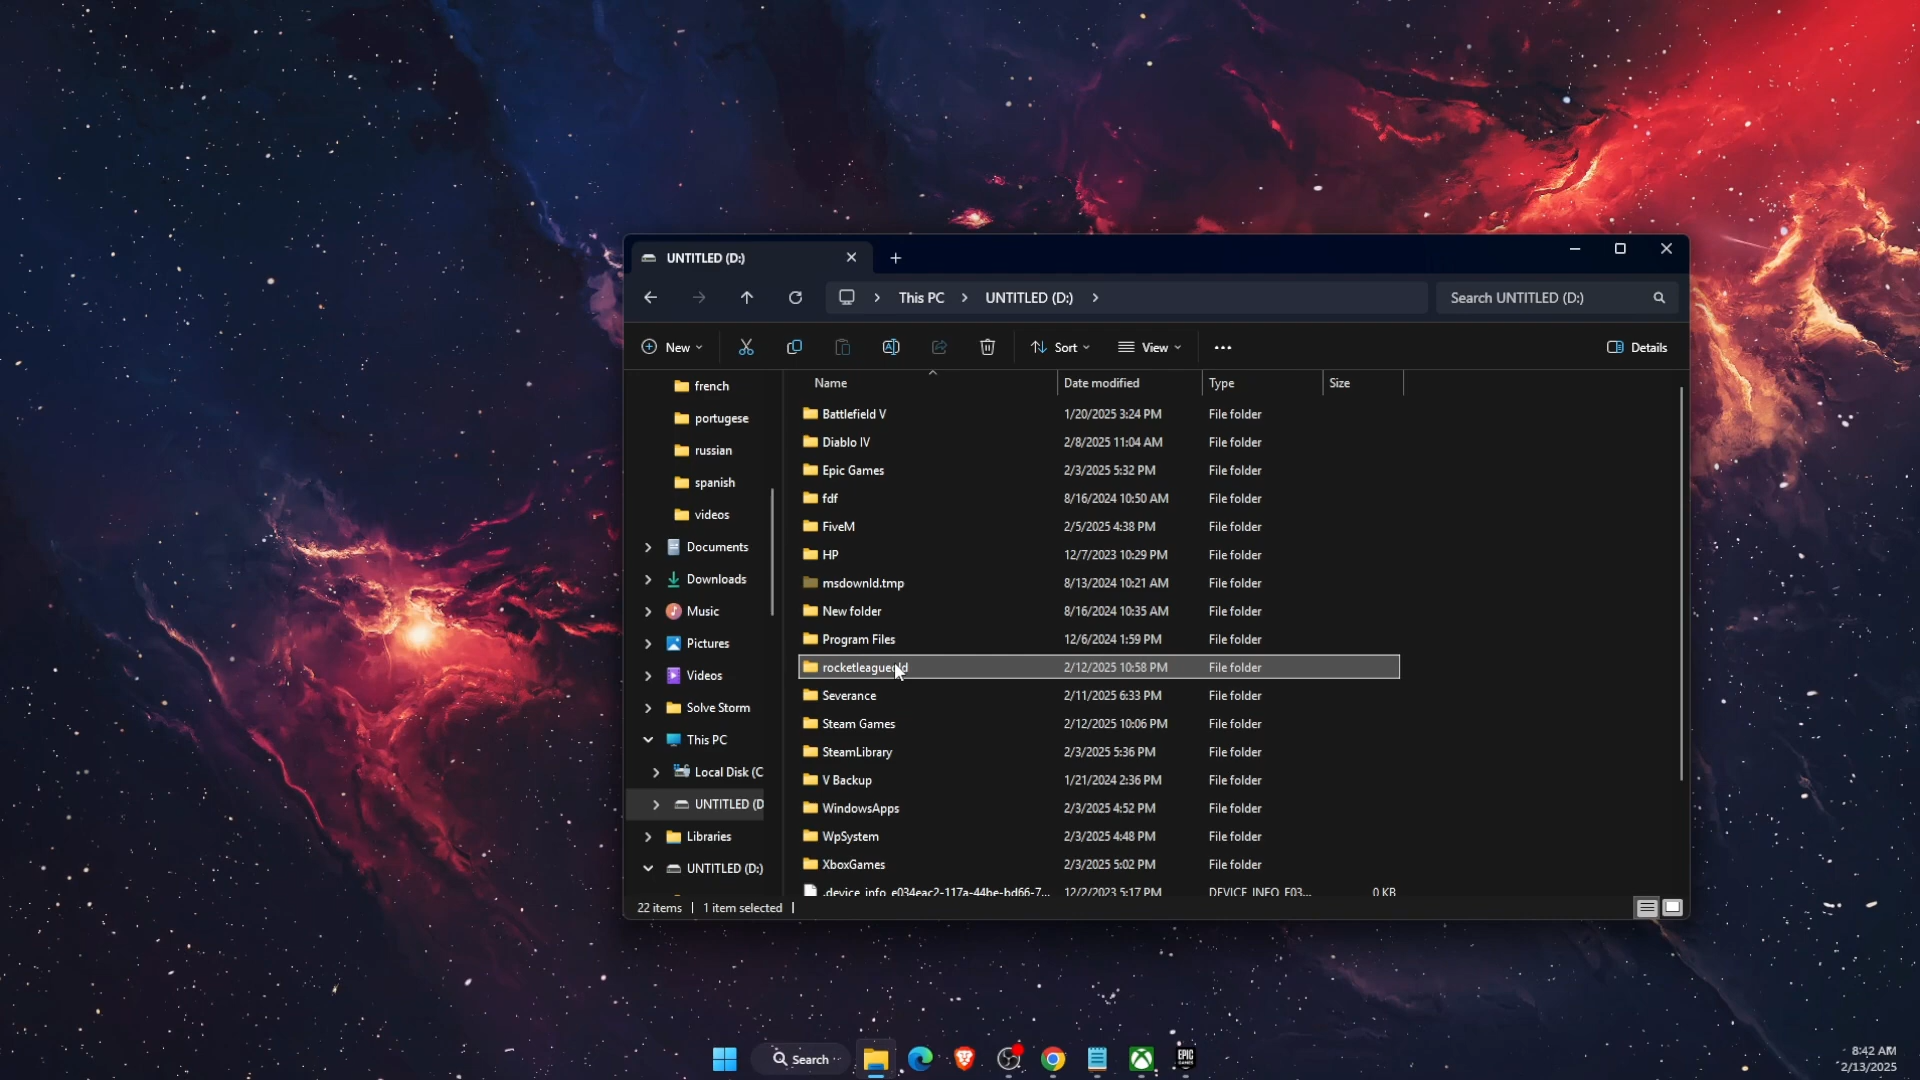 UNTITLED (D:)
This PC
UNTITLED (D:)
Search UNTITLED (D:)
New
Sort
View
Details
french
portugese
russian
spanish
videos
Documents
Downloads
Music
Pictures
Videos
Solve Storm
This PC
Local Disk (C
UNTITLED (D
Libraries
UNTITLED (D:)
Name Date modified Type Size
Battlefield V 1/20/2025 3:24 PM File folder
Diablo IV 2/8/2025 11:04 AM File folder
Epic Games 2/3/2025 5:32 PM File folder
fdf 8/16/2024 10:50 AM File folder
FiveM 2/5/2025 4:38 PM File folder
HP 12/7/2023 10:29 PM File folder
msdownld.tmp 8/13/2024 10:21 AM File folder
New folder 8/16/2024 10:35 AM File folder
Program Files 12/6/2024 1:59 PM File folder
2/12/2025 10:58 PM File folder
Severance 2/11/2025 6:33 PM File folder
Steam Games 2/12/2025 10:06 PM File folder
SteamLibrary 2/3/2025 5:36 PM File folder
V Backup 1/21/2024 2:36 PM File folder
WindowsApps 2/3/2025 4:52 PM File folder
WpSystem 2/3/2025 4:48 PM File folder
XboxGames 2/3/2025 5:02 PM File folder
.device_info_e034eac2-117a-44be-bd66-7... 12/2/2023 5:17 PM DEVICE_INFO_E03... 0 KB
22 items 1 item selected
Search
EPIC GAMES
8:42 AM
2/13/2025